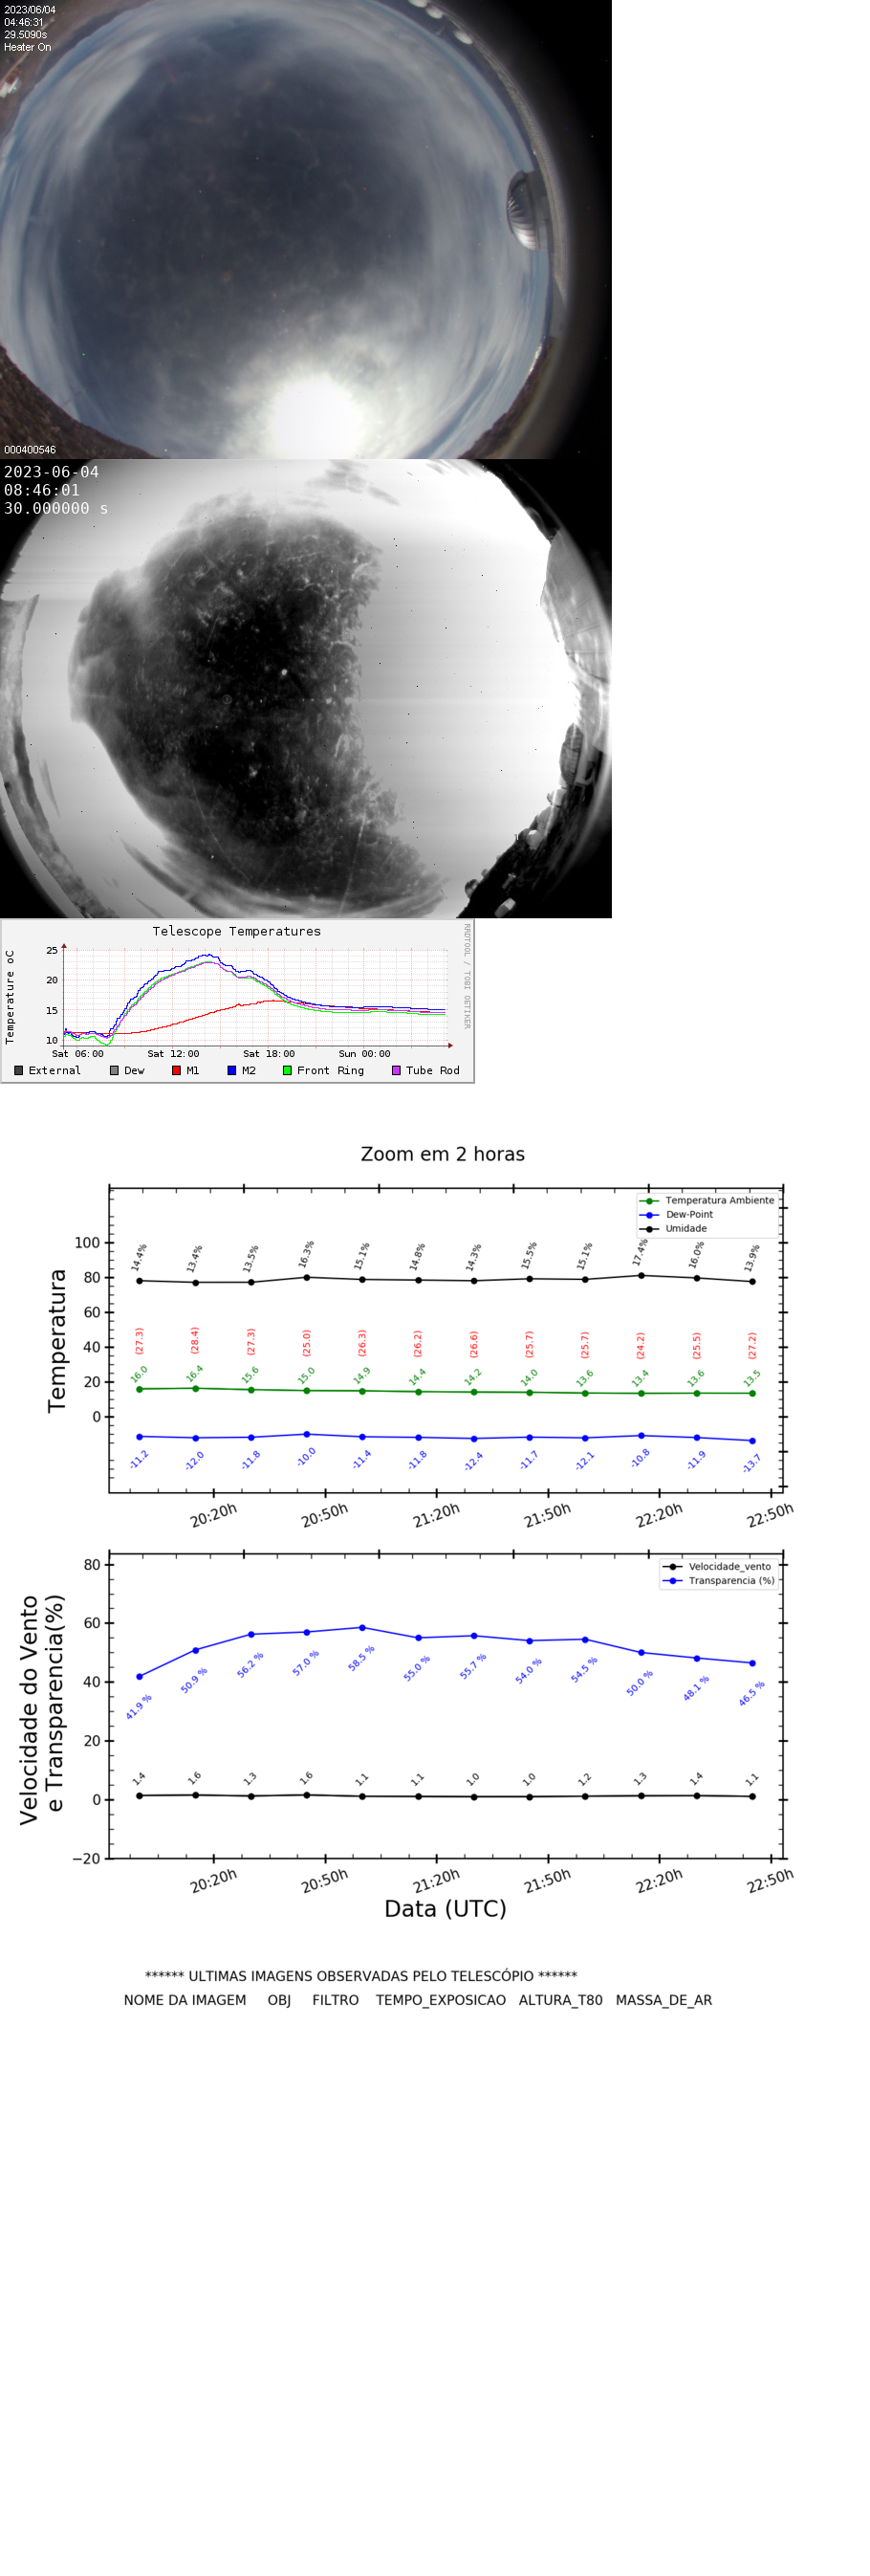 2023/06/04
04:46:31
29.5090s
Heater On
000400546
2023-06-04
08:46:01
30.000000 s
Telescope Temperatures
RRDTOOL / TOBI OETIKER
Temperature oC
25
20
15
10
Sat 06:00 Sat 12:00 Sat 18:00 Sun 00:00
External Dew M1 M2 Front Ring Tube Rod
Zoom em 2 horas
Temperatura Ambiente
Dew-Point
Umidade
Temperatura
100
80
60
40
20
0
14.4% 13.4% 13.5% 16.3% 15.1% 14.8% 14.3% 15.5% 15.1% 17.4% 16.0% 13.9%
(27.3) (28.4) (27.3) (25.0) (26.3) (26.2) (26.6) (25.7) (25.7) (24.2) (25.5) (27.2)
16.0 16.4 15.6 15.0 14.9 14.4 14.2 14.0 13.6 13.4 13.6 13.5
-11.2 -12.0 -11.8 -10.0 -11.4 -11.8 -12.4 -11.7 -12.1 -10.8 -11.9 -13.7
20:20h 20:50h 21:20h 21:50h 22:20h 22:50h
Velocidade_vento
Transparencia (%)
Velocidade do Vento
e Transparencia(%)
80
60
40
20
0
−20
41.9 % 50.9 % 56.2 % 57.0 % 58.5 % 55.0 % 55.7 % 54.0 % 54.5 % 50.0 % 48.1 % 46.5 %
1.4 1.6 1.3 1.6 1.1 1.1 1.0 1.0 1.2 1.3 1.4 1.1
20:20h 20:50h 21:20h 21:50h 22:20h 22:50h
Data (UTC)
****** ULTIMAS IMAGENS OBSERVADAS PELO TELESCÓPIO ******
NOME DA IMAGEM OBJ FILTRO TEMPO_EXPOSICAO ALTURA_T80 MASSA_DE_AR